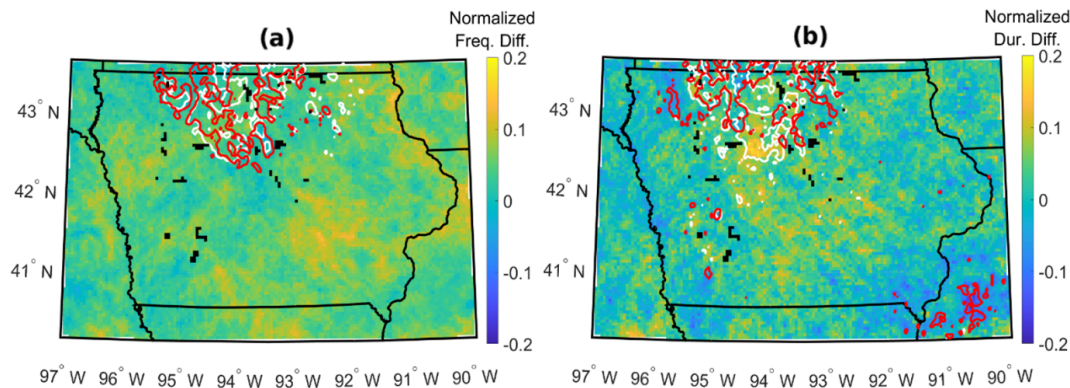 Normalized
Freq. Diff.
(a)
0.2
0.1
0
-0.1
-0.2
43° N
42° N
41° N
97° W 96° W 95° W 94° W 93° W 92° W 91° W 90° W
Normalized
Dur. Diff.
(b)
0.2
0.1
0
-0.1
-0.2
43° N
42° N
41° N
97° W 96° W 95° W 94° W 93° W 92° W 91° W 90° W